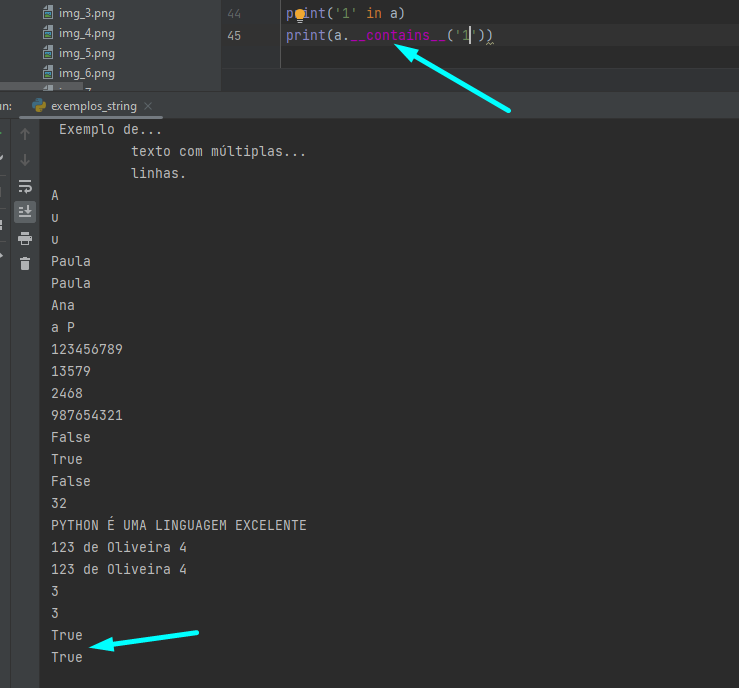 img_3.png
img_4.png
img_5.png
img_6.png
44 print('1' in a)
45 print(a.__contains__('1'))
un: exemplos_string
Exemplo de...
texto com múltiplas...
linhas.
A
u
u
Paula
Paula
Ana
a P
123456789
13579
2468
987654321
False
True
False
32
PYTHON É UMA LINGUAGEM EXCELENTE
123 de Oliveira 4
123 de Oliveira 4
3
3
True
True